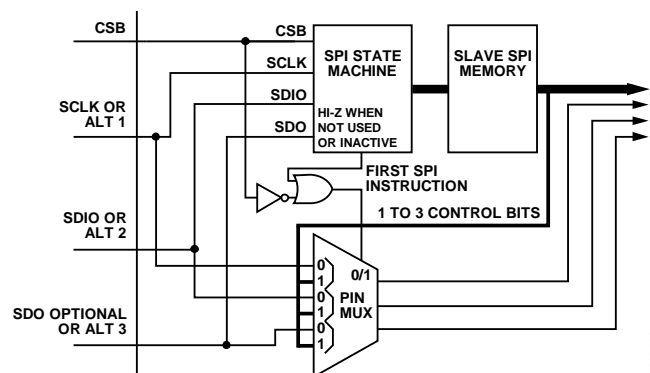 CSB
CSB
SCLK
SDIO
SDO
SPI STATE
MACHINE
HI-Z WHEN
NOT USED
OR INACTIVE
SLAVE SPI
MEMORY
SCLK OR
ALT 1
FIRST SPI
INSTRUCTION
1 TO 3 CONTROL BITS
SDIO OR
ALT 2
SDO OPTIONAL
OR ALT 3
0
1
0
1
0
1
0/1
PIN
MUX